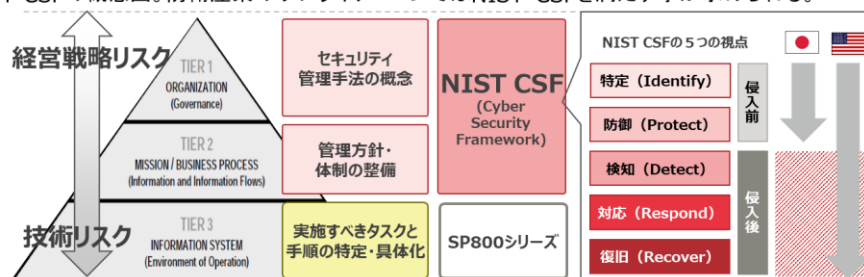 経営戦略リスク
技術リスク
TIER 1
ORGANIZATION
(Governance)
TIER 2
MISSION / BUSINESS PROCESS
(Information and Information Flows)
TIER 3
INFORMATION SYSTEM
(Environment of Operation)
セキュリティ
管理手法の概念
管理方針・
体制の整備
実施すべきタスクと
手順の特定・具体化
NIST CSF
(Cyber
Security
Framework)
SP800シリーズ
NIST CSFの５つの視点
特定（Identify）
防御（Protect）
検知（Detect）
対応（Respond）
復旧（Recover）
侵入前
侵入後